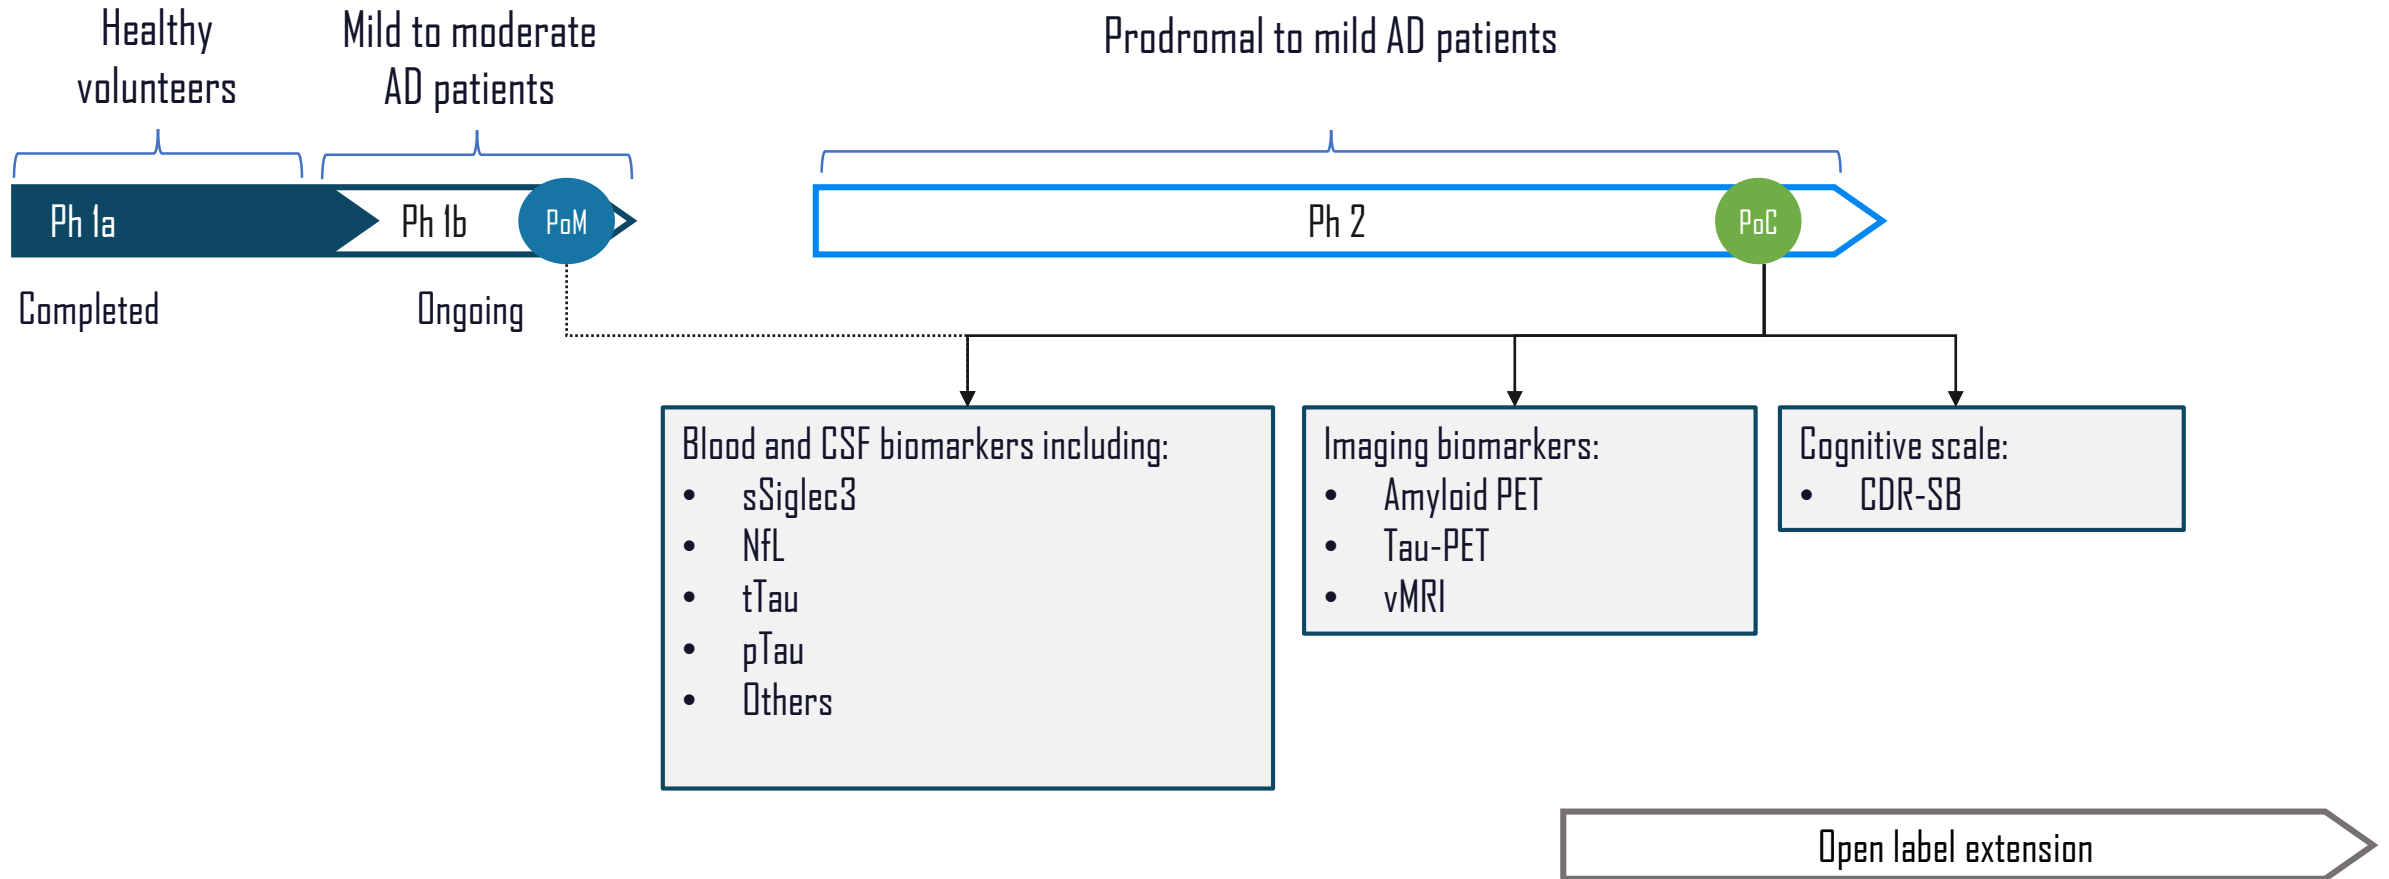 Healthy
volunteers
Mild to moderate
AD patients
Prodromal to mild AD patients
Ph 1a
Ph 1b
PoM
Ph 2
PoC
Completed
Ongoing
Blood and CSF biomarkers including:
• sSiglec3
• NfL
• tTau
• pTau
• Others
Imaging biomarkers:
• Amyloid PET
• Tau-PET
• vMRI
Cognitive scale:
• CDR-SB
Open label extension